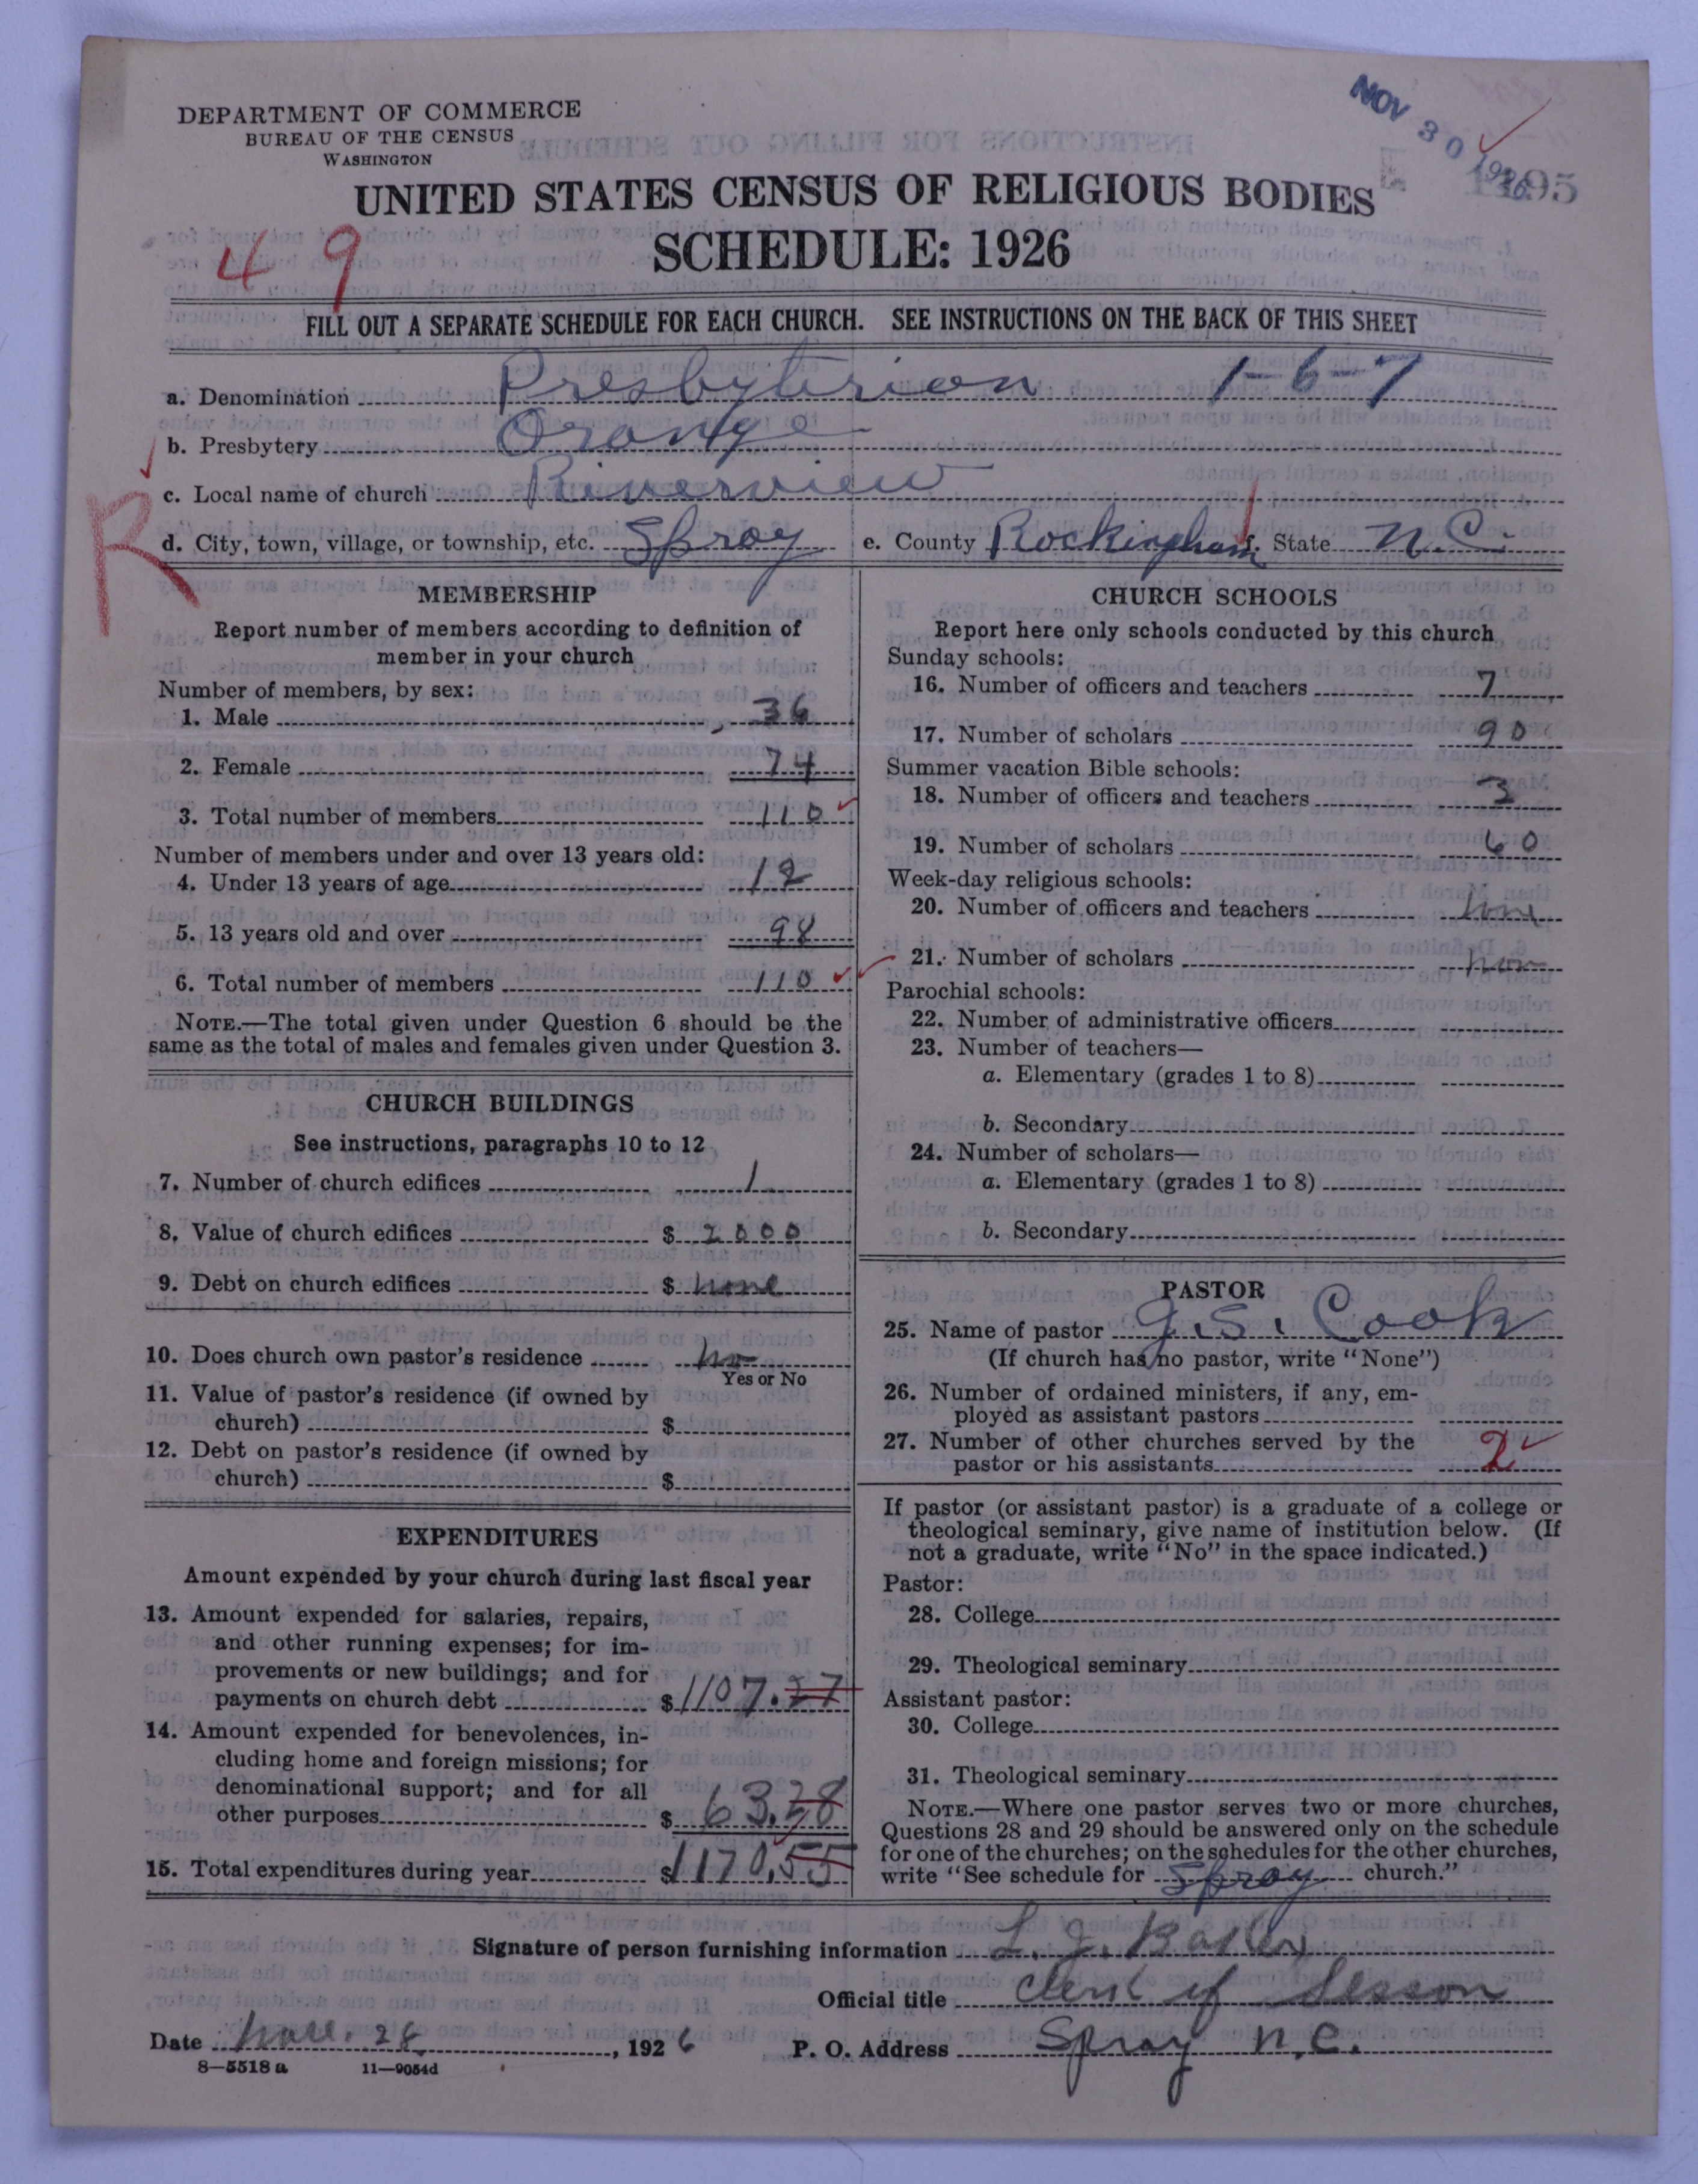 DEPARTMENT OF COMMERCE
BUREAU OF THE CENSUS
WASHINGTON
NOV 30 1926
UNITED STATES CENSUS OF RELIGIOUS BODIES
SCHEDULE: 1926
49
FILL OUT A SEPARATE SCHEDULE FOR EACH CHURCH. SEE INSTRUCTIONS ON THE BACK OF THIS SHEET
a. Denomination Presbyterian 1-6-7
b. Presbytery Orange
c. Local name of church Riverview
R
d. City, town, village, or township, etc. Spray e. County Rockingham f. State N.C.
MEMBERSHIP
Report number of members according to definition of
member in your church
Number of members, by sex:
1. Male 36
2. Female 74
3. Total number of members 110
Number of members under and over 13 years old:
4. Under 13 years of age 12
5. 13 years old and over 98
6. Total number of members 110
NOTE.—The total given under Question 6 should be the
same as the total of males and females given under Question 3.
CHURCH BUILDINGS
See instructions, paragraphs 10 to 12
7. Number of church edifices 1
8. Value of church edifices $ 2000
9. Debt on church edifices $ none
10. Does church own pastor's residence no
Yes or No
11. Value of pastor's residence (if owned by
church) $
12. Debt on pastor's residence (if owned by
church) $
EXPENDITURES
Amount expended by your church during last fiscal year
13. Amount expended for salaries, repairs,
and other running expenses; for im-
provements or new buildings; and for
payments on church debt $ 1107.27
14. Amount expended for benevolences, in-
cluding home and foreign missions; for
denominational support; and for all
other purposes $ 63.28
15. Total expenditures during year $ 1170.55
CHURCH SCHOOLS
Report here only schools conducted by this church
Sunday schools:
16. Number of officers and teachers 7
17. Number of scholars 90
Summer vacation Bible schools:
18. Number of officers and teachers 3
19. Number of scholars 60
Week-day religious schools:
20. Number of officers and teachers none
21. Number of scholars non
Parochial schools:
22. Number of administrative officers
23. Number of teachers—
a. Elementary (grades 1 to 8)
b. Secondary
24. Number of scholars—
a. Elementary (grades 1 to 8)
b. Secondary
PASTOR
25. Name of pastor J. S. Cook
(If church has no pastor, write "None")
26. Number of ordained ministers, if any, em-
ployed as assistant pastors
27. Number of other churches served by the
pastor or his assistants 2
If pastor (or assistant pastor) is a graduate of a college or
theological seminary, give name of institution below. (If
not a graduate, write "No" in the space indicated.)
Pastor:
28. College
29. Theological seminary
Assistant pastor:
30. College
31. Theological seminary
NOTE.—Where one pastor serves two or more churches,
Questions 28 and 29 should be answered only on the schedule
for one of the churches; on the schedules for the other churches,
write "See schedule for Spray church."
Signature of person furnishing information L. J.
Official title Clerk of Sesson
Date Nov. 26, 1926 P. O. Address Spray N.C.
8—5518 a 11—9054d